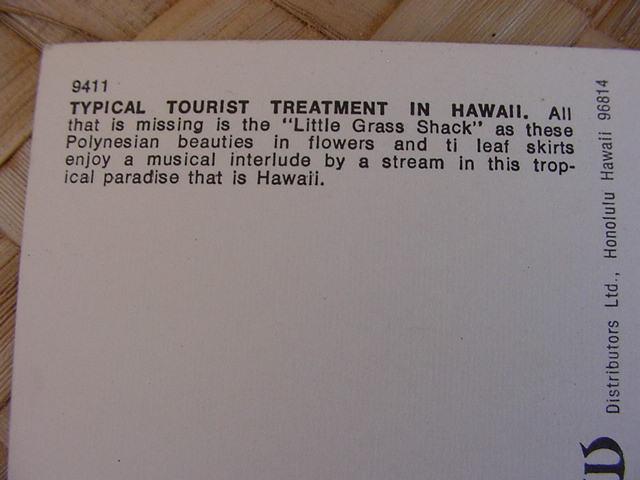 9411
TYPICAL TOURIST TREATMENT IN HAWAII. All
that is missing is the "Little Grass Shack" as these
Polynesian beauties in flowers and ti leaf skirts
enjoy a musical interlude by a stream in this trop-
ical paradise that is Hawaii.
Distributors Ltd., Honolulu Hawaii 96814